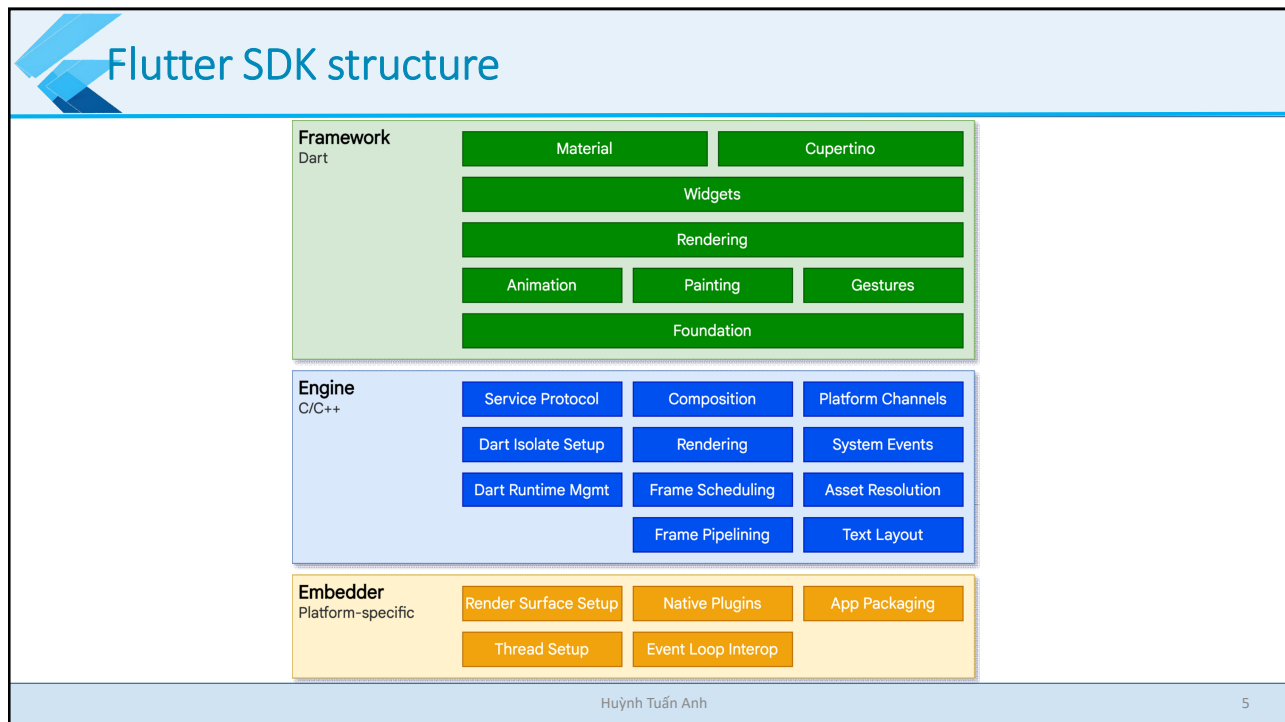 Flutter SDK structure
Framework
Dart
Material
Cupertino
Widgets
Rendering
Animation
Painting
Gestures
Foundation
Engine
C/C++
Service Protocol
Composition
Platform Channels
Dart Isolate Setup
Rendering
System Events
Dart Runtime Mgmt
Frame Scheduling
Asset Resolution
Frame Pipelining
Text Layout
Embedder
Platform-specific
Render Surface Setup
Native Plugins
App Packaging
Thread Setup
Event Loop Interop
Huỳnh Tuấn Anh
5